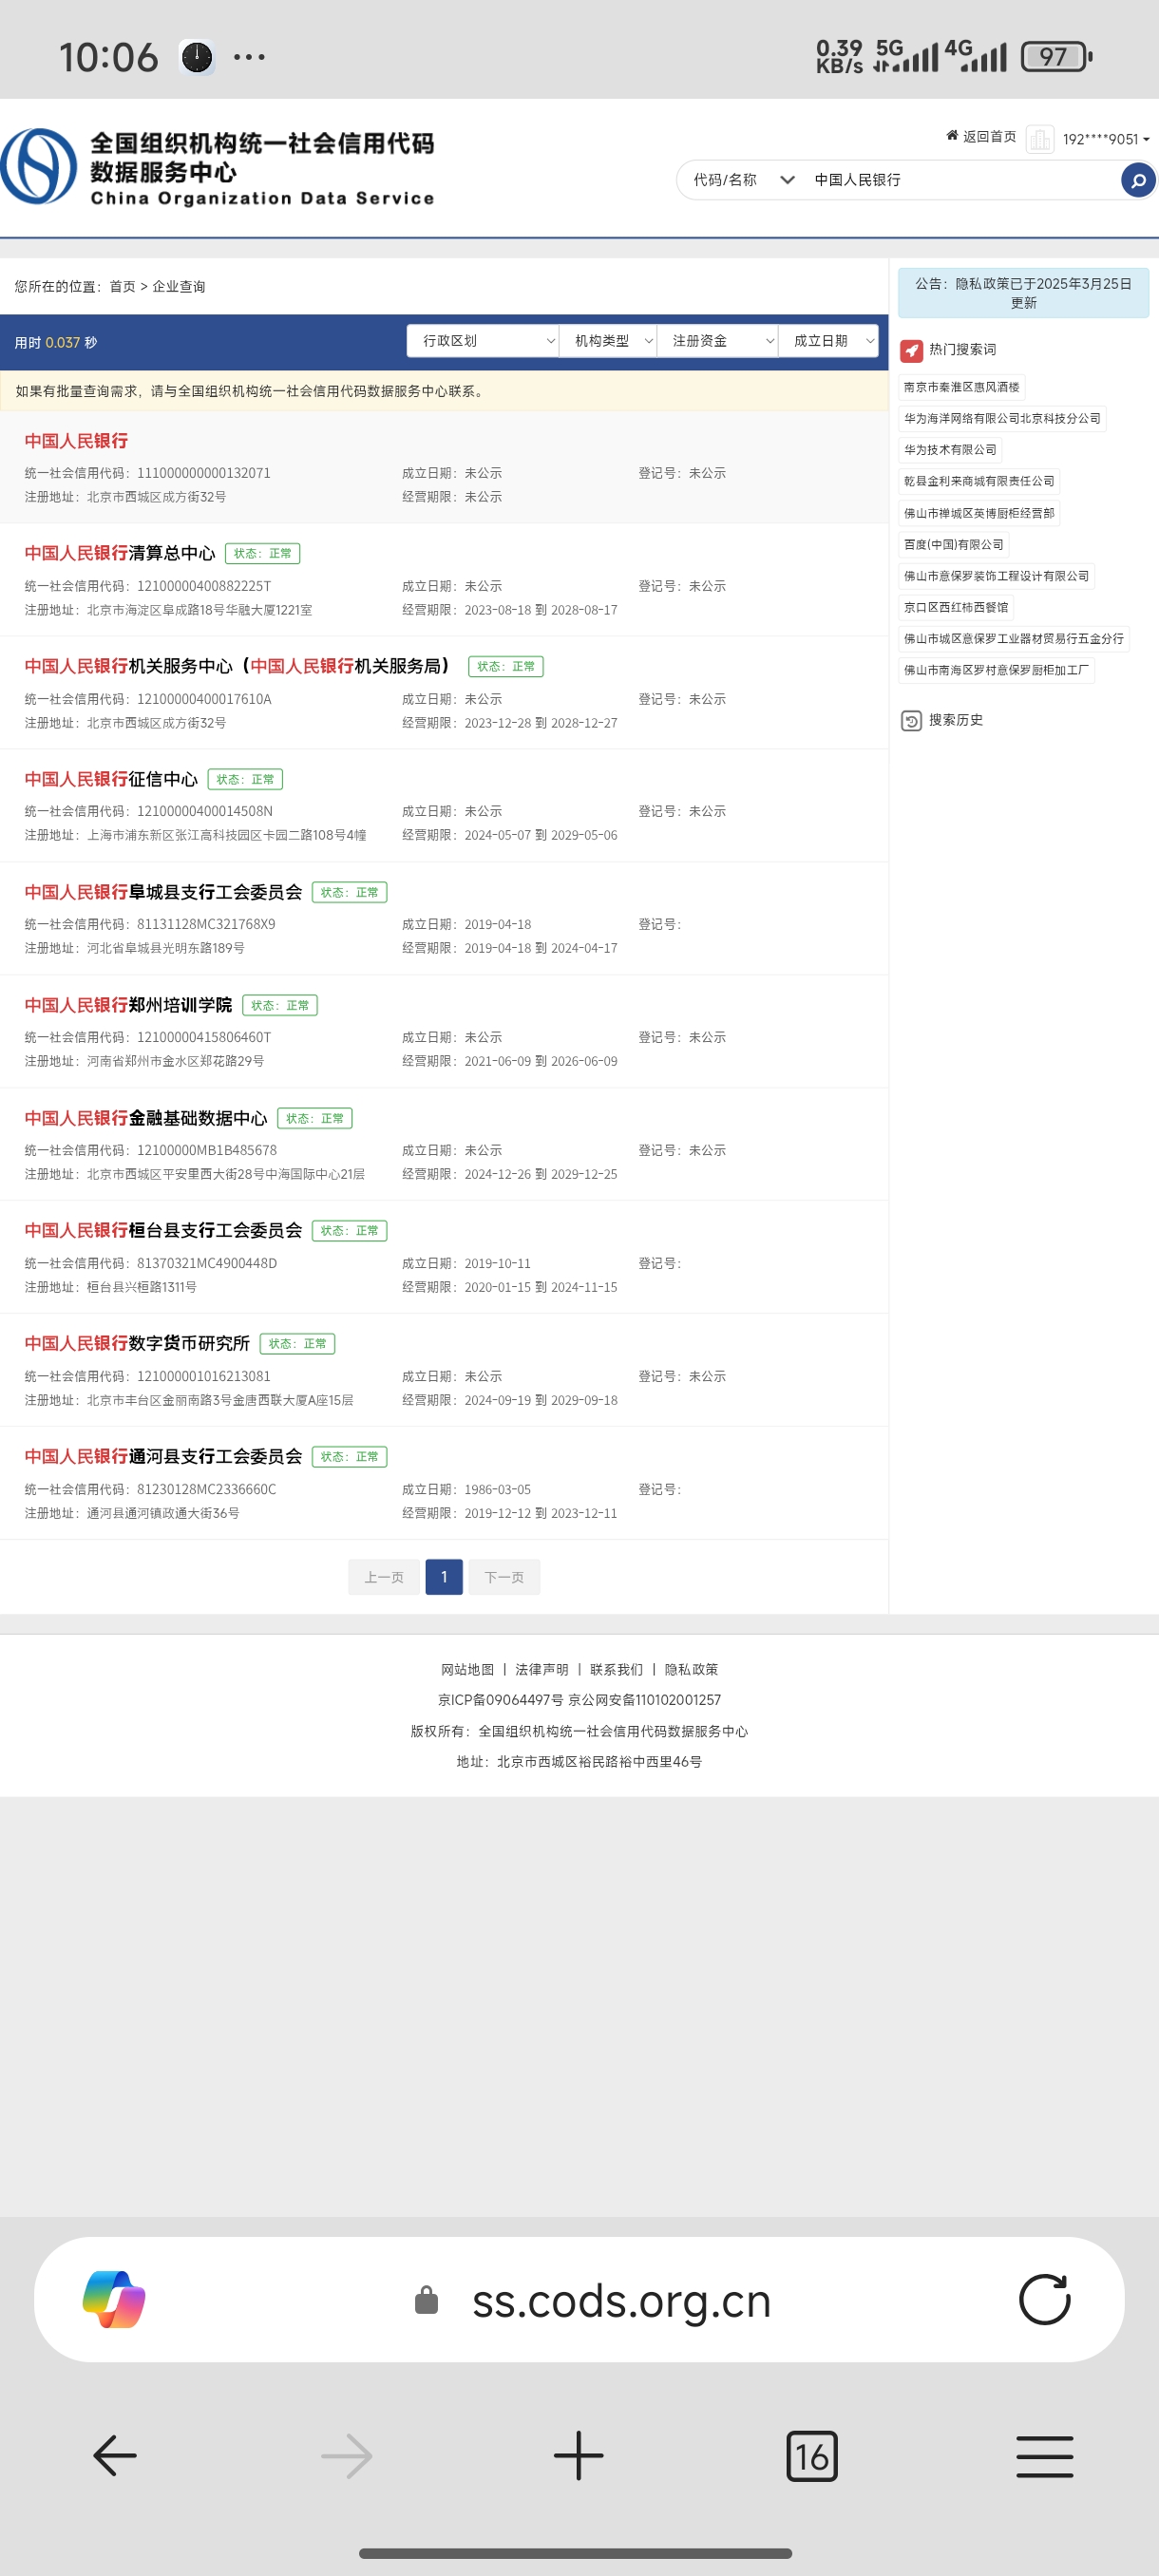 10:06
0.39 KB/s 5G 4G 97
全国组织机构统一社会信用代码
数据服务中心
China Organization Data Service
返回首页 192****9051
代码/名称 中国人民银行
您所在的位置：首页 > 企业查询
用时 0.037 秒
行政区划 机构类型 注册资金 成立日期
如果有批量查询需求，请与全国组织机构统一社会信用代码数据服务中心联系。
中国人民银行
统一社会信用代码：111000000000132071 成立日期：未公示 登记号：未公示
注册地址：北京市西城区成方街32号 经营期限：未公示
中国人民银行清算总中心 状态：正常
统一社会信用代码：12100000400882225T 成立日期：未公示 登记号：未公示
注册地址：北京市海淀区阜成路18号华融大厦1221室 经营期限：2023-08-18 到 2028-08-17
中国人民银行机关服务中心（中国人民银行机关服务局） 状态：正常
统一社会信用代码：12100000400017610A 成立日期：未公示 登记号：未公示
注册地址：北京市西城区成方街32号 经营期限：2023-12-28 到 2028-12-27
中国人民银行征信中心 状态：正常
统一社会信用代码：12100000400014508N 成立日期：未公示 登记号：未公示
注册地址：上海市浦东新区张江高科技园区卡园二路108号4幢 经营期限：2024-05-07 到 2029-05-06
中国人民银行阜城县支行工会委员会 状态：正常
统一社会信用代码：81131128MC321768X9 成立日期：2019-04-18 登记号：
注册地址：河北省阜城县光明东路189号 经营期限：2019-04-18 到 2024-04-17
中国人民银行郑州培训学院 状态：正常
统一社会信用代码：12100000415806460T 成立日期：未公示 登记号：未公示
注册地址：河南省郑州市金水区郑花路29号 经营期限：2021-06-09 到 2026-06-09
中国人民银行金融基础数据中心 状态：正常
统一社会信用代码：12100000MB1B485678 成立日期：未公示 登记号：未公示
注册地址：北京市西城区平安里西大街28号中海国际中心21层 经营期限：2024-12-26 到 2029-12-25
中国人民银行桓台县支行工会委员会 状态：正常
统一社会信用代码：81370321MC4900448D 成立日期：2019-10-11 登记号：
注册地址：桓台县兴桓路1311号 经营期限：2020-01-15 到 2024-11-15
中国人民银行数字货币研究所 状态：正常
统一社会信用代码：121000001016213081 成立日期：未公示 登记号：未公示
注册地址：北京市丰台区金丽南路3号金唐西联大厦A座15层 经营期限：2024-09-19 到 2029-09-18
中国人民银行通河县支行工会委员会 状态：正常
统一社会信用代码：81230128MC2336660C 成立日期：1986-03-05 登记号：
注册地址：通河县通河镇政通大街36号 经营期限：2019-12-12 到 2023-12-11
上一页 1 下一页
公告：隐私政策已于2025年3月25日
更新
热门搜索词
南京市秦淮区惠风酒楼
华为海洋网络有限公司北京科技分公司
华为技术有限公司
乾县金利来商城有限责任公司
佛山市禅城区英博厨柜经营部
百度(中国)有限公司
佛山市意保罗装饰工程设计有限公司
京口区西红柿西餐馆
佛山市城区意保罗工业器材贸易行五金分行
佛山市南海区罗村意保罗厨柜加工厂
搜索历史
网站地图 | 法律声明 | 联系我们 | 隐私政策
京ICP备09064497号 京公网安备110102001257
版权所有：全国组织机构统一社会信用代码数据服务中心
地址：北京市西城区裕民路裕中西里46号
ss.cods.org.cn
16